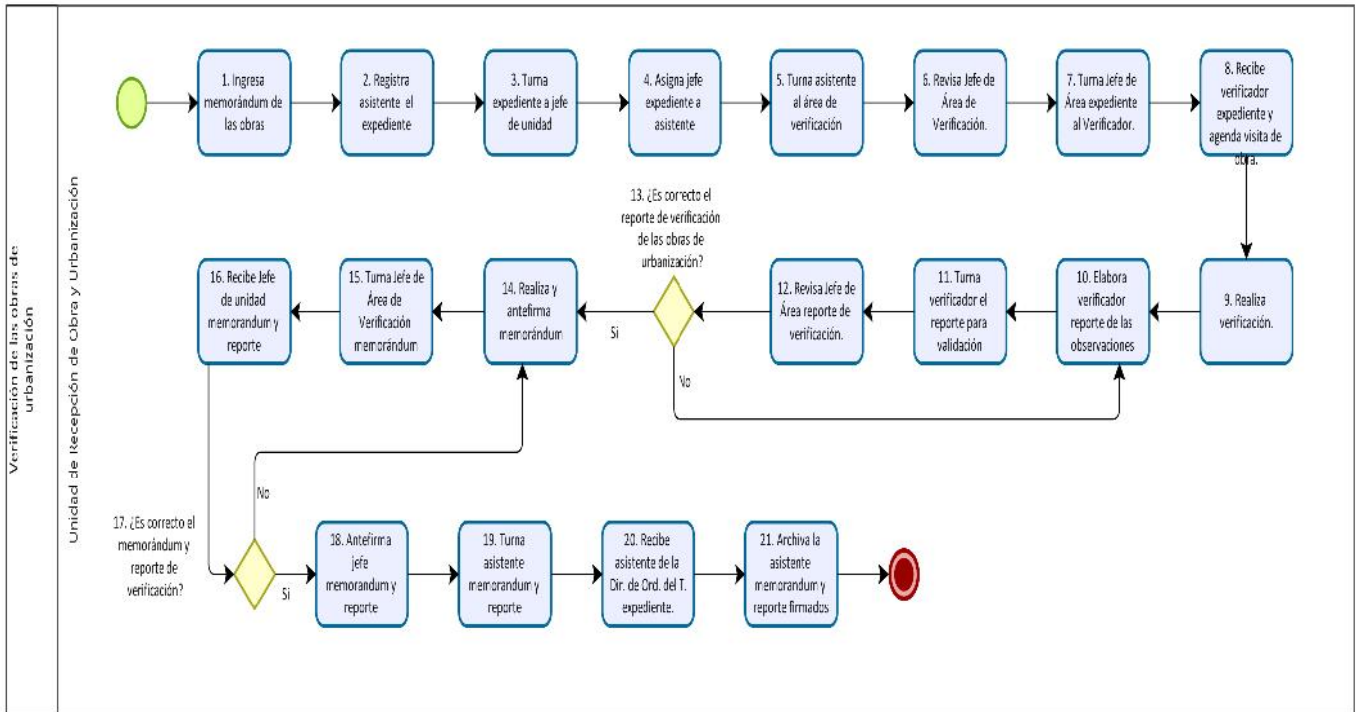 Verificación de las obras de
urbanización
Unidad de Recepción de Obra y Urbanización
1. Ingresa
memorándum de
las obras
2. Registra
asistente el
expediente
3. Turna
expediente a jefe
de unidad
4. Asigna jefe
expediente a
asistente
5. Turna asistente
al área de
verificación
6. Revisa Jefe de
Área de
Verificación.
7. Turna Jefe de
Área expediente
al Verificador.
8. Recibe
verificador
expediente y
agenda visita de
obra.
9. Realiza
verificación.
10. Elabora
verificador
reporte de las
observaciones
11. Turna
verificador el
reporte para
validación
12. Revisa Jefe de
Área reporte de
verificación.
13. ¿Es correcto el
reporte de verificación
de las obras de
urbanización?
Si
No
14. Realiza y
antefirma
memorándum
15. Turna Jefe de
Área de
Verificación
memorándum
16. Recibe Jefe
de unidad
memorandum y
reporte
17. ¿Es correcto el
memorándum y
reporte de
verificación?
No
Si
18. Antefirma
jefe
memorandum y
reporte
19. Turna
asistente
memorandum y
reporte
20. Recibe
asistente de la
Dir. de Ord. del T.
expediente.
21. Archiva la
asistente
memorandum y
reporte firmados